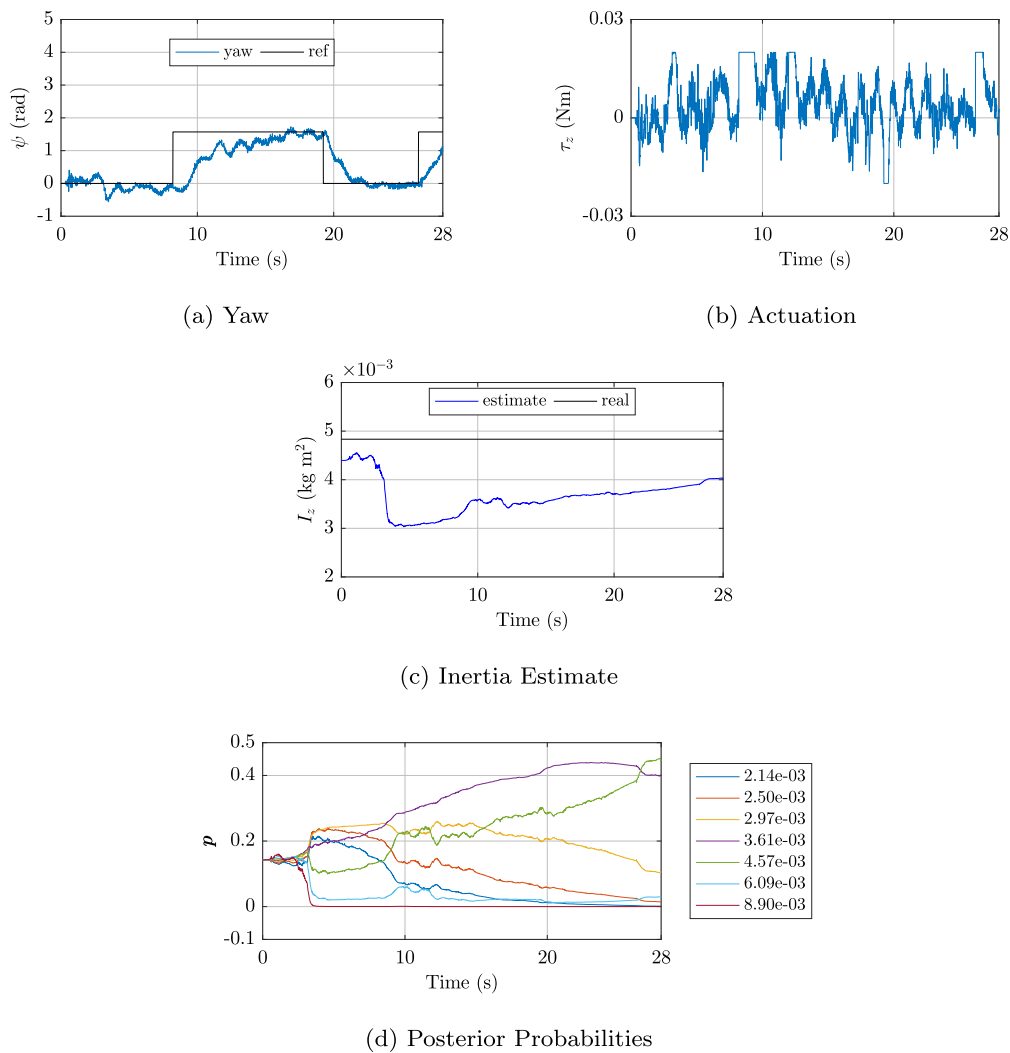 5
4
3
2
1
0
-1
ψ (rad)
yaw
ref
0
10
20
28
Time (s)
(a) Yaw
0.03
0
-0.03
τz (Nm)
0
10
20
28
Time (s)
(b) Actuation
×10−3
6
5
4
3
2
Iz (kg m2)
estimate
real
0
10
20
28
Time (s)
(c) Inertia Estimate
0.5
0.4
0.2
0
-0.1
p
0
10
20
28
Time (s)
2.14e-03
2.50e-03
2.97e-03
3.61e-03
4.57e-03
6.09e-03
8.90e-03
(d) Posterior Probabilities